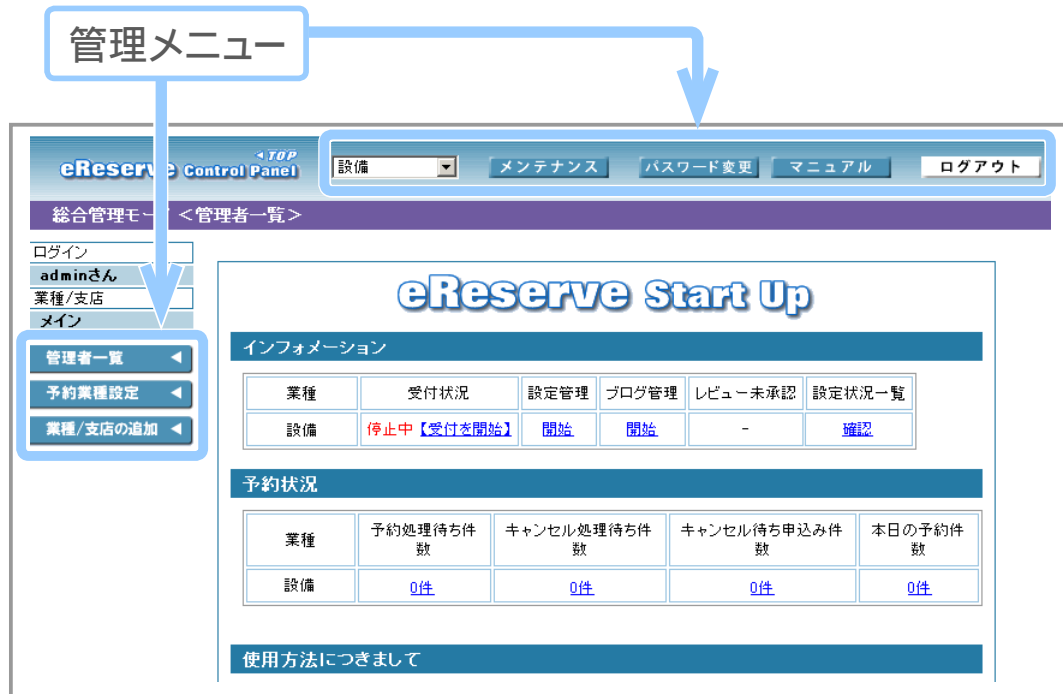 管理メニュー
◀TOP
eReserve Control Panel
設備
メンテナンス
パスワード変更
マニュアル
ログアウト
総合管理モード <管理者一覧>
ログイン
adminさん
業種/支店
メイン
管理者一覧 ◀
予約業種設定 ◀
業種/支店の追加 ◀
eReserve Start Up
インフォメーション
業種 受付状況 設定管理 ブログ管理 レビュー未承認 設定状況一覧
設備 停止中【受付を開始】 開始 開始 - 確認
予約状況
業種 予約処理待ち件数 キャンセル処理待ち件数 キャンセル待ち申込み件数 本日の予約件数
設備 0件 0件 0件 0件
使用方法につきまして